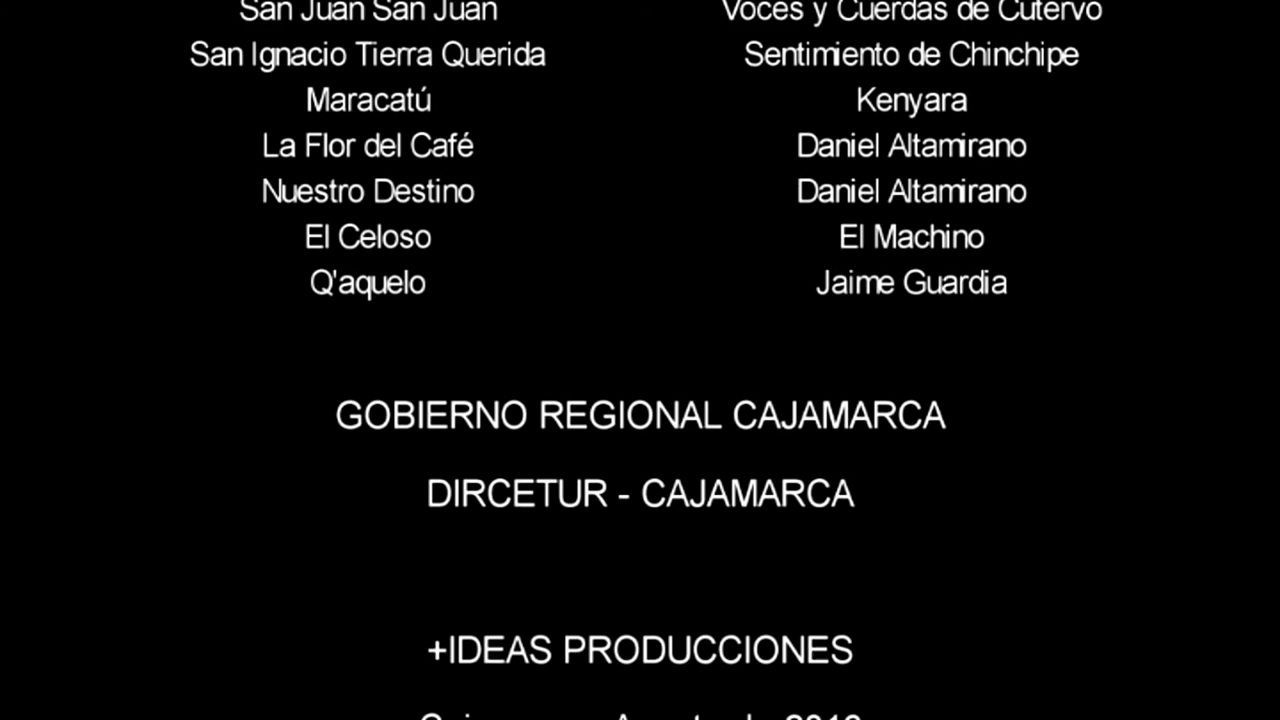 San Juan San Juan Voces y Cuerdas de Cutervo
San Ignacio Tierra Querida Sentimiento de Chinchipe
Maracatú Kenyara
La Flor del Café Daniel Altamirano
Nuestro Destino Daniel Altamirano
El Celoso El Machino
Q'aquelo Jaime Guardia
GOBIERNO REGIONAL CAJAMARCA
DIRCETUR - CAJAMARCA
+IDEAS PRODUCCIONES